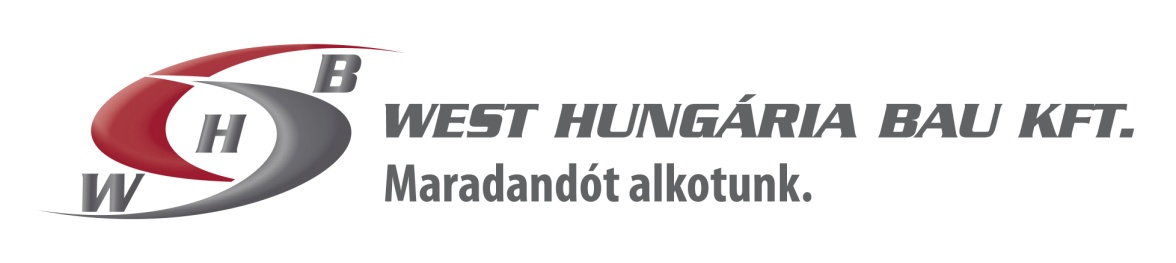 B
H
W
WEST HUNGÁRIA BAU KFT.
Maradandót alkotunk.